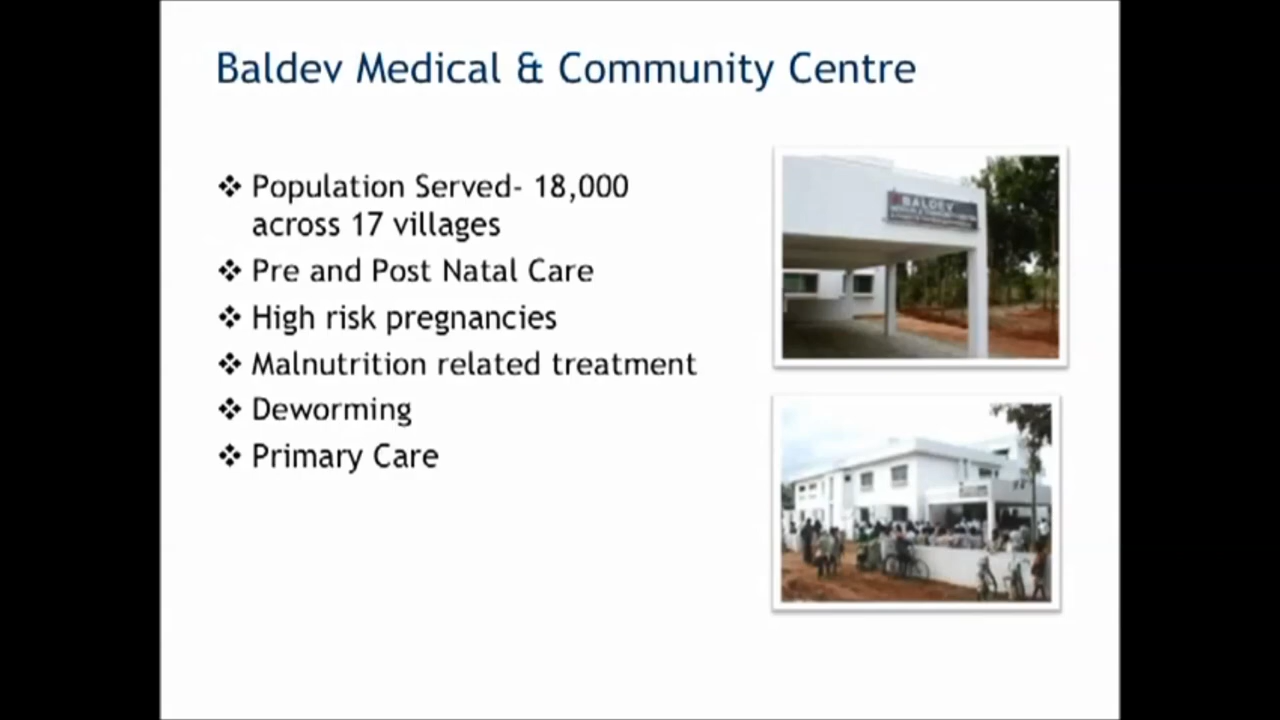 Baldev Medical & Community Centre
❖ Population Served- 18,000
across 17 villages
❖ Pre and Post Natal Care
❖ High risk pregnancies
❖ Malnutrition related treatment
❖ Deworming
❖ Primary Care
BALDEV